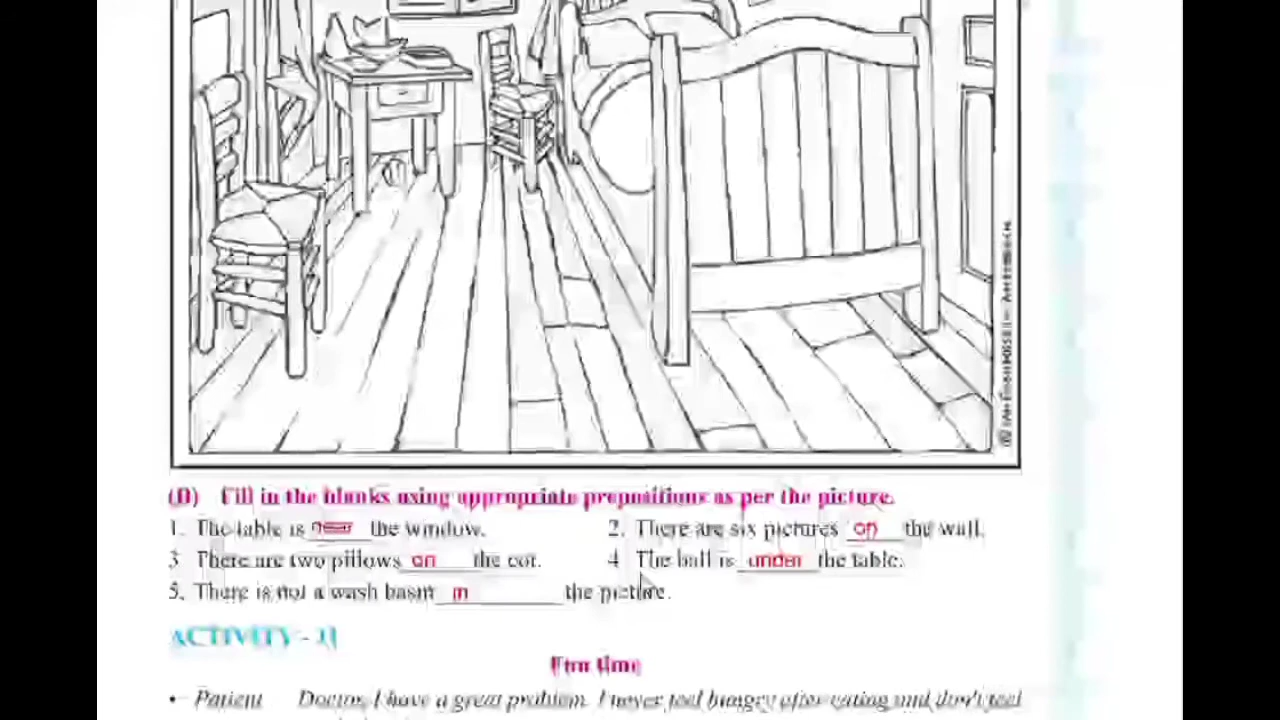 (D) Fill in the blanks using appropriate prepositions as per the picture.
1. The table is near the window. 2. There are six pictures on the wall.
3 There are two pillows on the cot. 4 The ball is under the table.
5. There is not a wash basin in the picture.
ACTIVITY - 11
Fun time
• Patient Doctor, I have a great problem. I never feel hungry after eating and don't feel